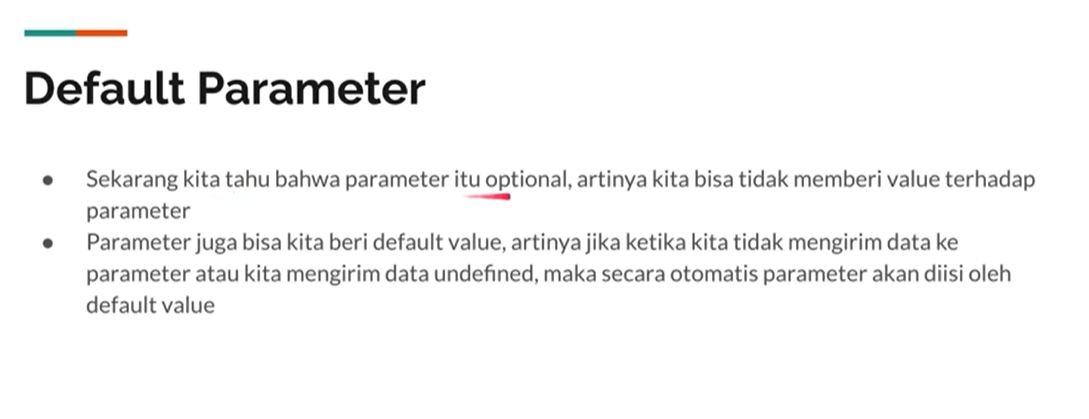 Default Parameter
● Sekarang kita tahu bahwa parameter itu optional, artinya kita bisa tidak memberi value terhadap
parameter
● Parameter juga bisa kita beri default value, artinya jika ketika kita tidak mengirim data ke
parameter atau kita mengirim data undefined, maka secara otomatis parameter akan diisi oleh
default value